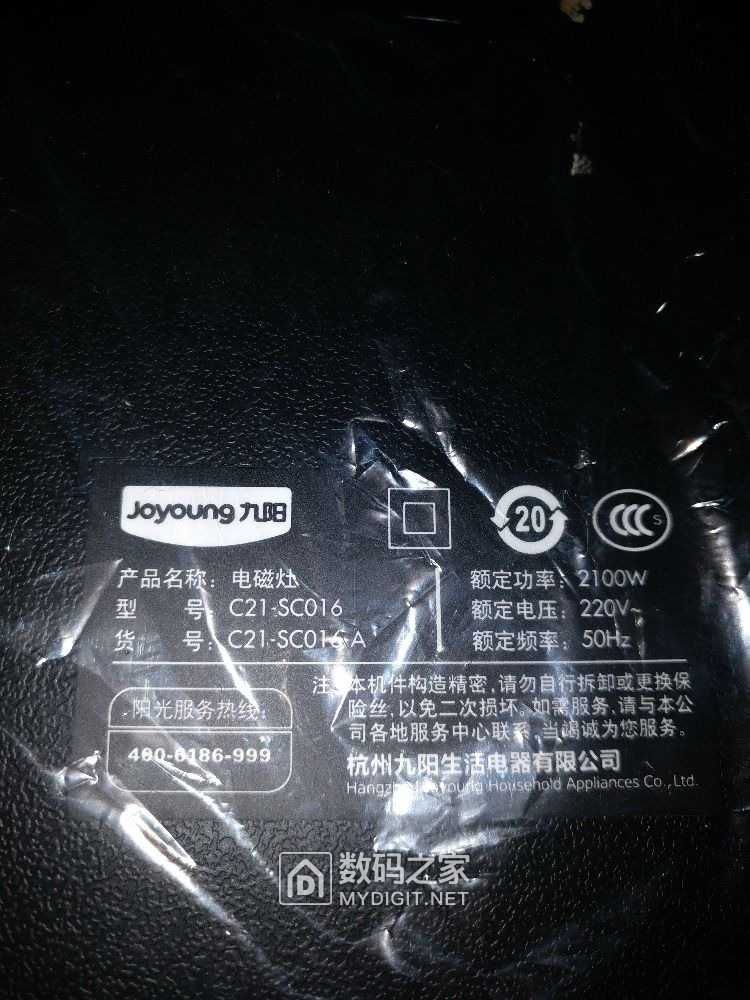 Joyoung 九阳
20
CCC S
产品名称: 电磁灶
型 号: C21-SC016
货 号: C21-SC016-A
额定功率: 2100W
额定电压: 220V~
额定频率: 50Hz
阳光服务热线:
400-6186-999
注: 本机件构造精密,请勿自行拆卸或更换保
险丝,以免二次损坏。如需服务,请与本公
司各地服务中心联系,当竭诚为您服务。
杭州九阳生活电器有限公司
Hangzhou Joyoung Household Appliances Co.,Ltd.
数码之家
MYDIGIT.NET